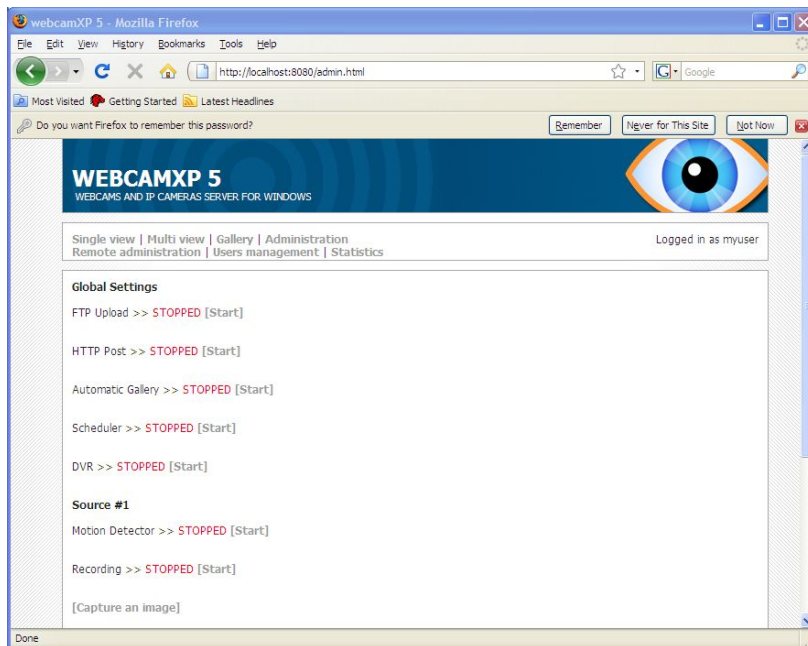 webcamXP 5 - Mozilla Firefox
File Edit View History Bookmarks Tools Help
http://localhost:8080/admin.html
G Google
Most Visited Getting Started Latest Headlines
Do you want Firefox to remember this password? Remember Never for This Site Not Now
WEBCAMXP 5
WEBCAMS AND IP CAMERAS SERVER FOR WINDOWS
Single view | Multi view | Gallery | Administration Logged in as myuser
Remote administration | Users management | Statistics
Global Settings
FTP Upload >> STOPPED [Start]
HTTP Post >> STOPPED [Start]
Automatic Gallery >> STOPPED [Start]
Scheduler >> STOPPED [Start]
DVR >> STOPPED [Start]
Source #1
Motion Detector >> STOPPED [Start]
Recording >> STOPPED [Start]
[Capture an image]
Done